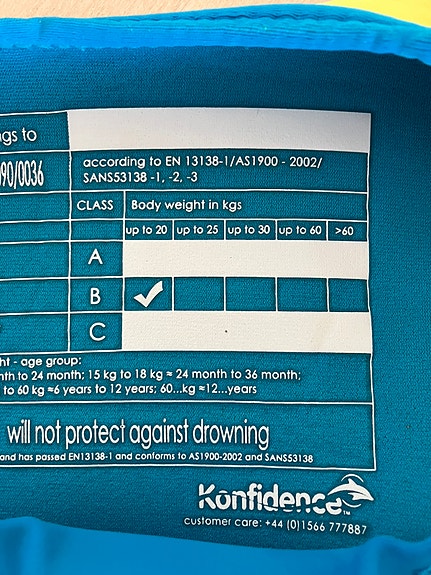 gs to
90/0036
according to EN 13138-1/AS1900 - 2002/
SANS53138 -1, -2, -3
CLASS Body weight in kgs
up to 20 up to 25 up to 30 up to 60 >60
A
B ✓
C
ht - age group:
nth to 24 month; 15 kg to 18 kg ≈ 24 month to 36 month;
to 60 kg ≈6 years to 12 years; 60...kg ≈12...years
will not protect against drowning
and has passed EN13138-1 and conforms to AS1900-2002 and SANS53138
Konfidence™
customer care: +44 (0)1566 777887